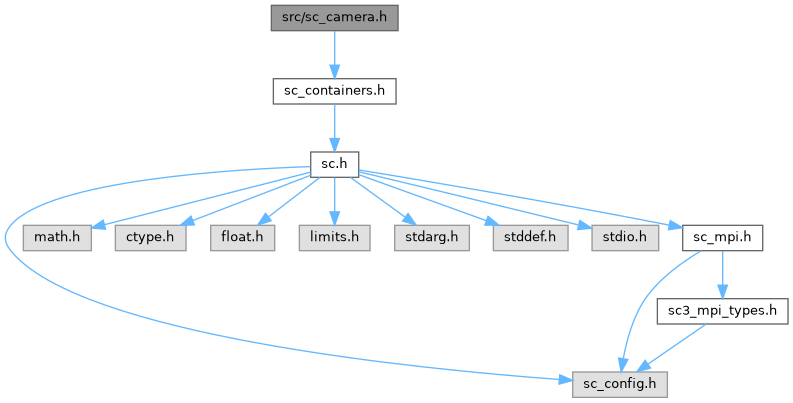 src/sc_camera.h
sc_containers.h
sc.h
math.h
ctype.h
float.h
limits.h
stdarg.h
stddef.h
stdio.h
sc_mpi.h
sc3_mpi_types.h
sc_config.h